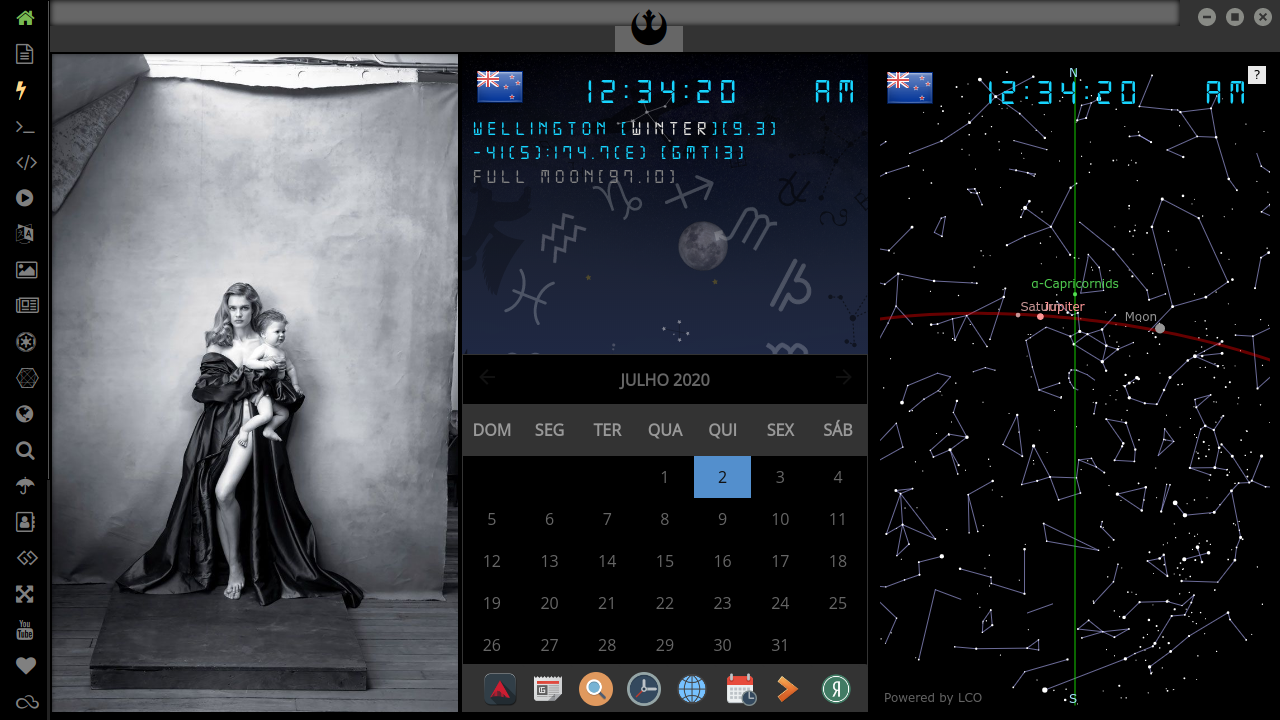 12:34:20 AM
WELLINGTON [WINTER][9.3]
-41(S):174.7(E) [GMT13]
FULL MOON[97.10]
JULHO 2020
DOM SEG TER QUA QUI SEX SÁB
1 2 3 4
5 6 7 8 9 10 11
12 13 14 15 16 17 18
19 20 21 22 23 24 25
26 27 28 29 30 31
You
Tube
12:34:20 AM
N
?
α-Capricornids
Saturn Jupiter
Moon
S
Powered by LCO